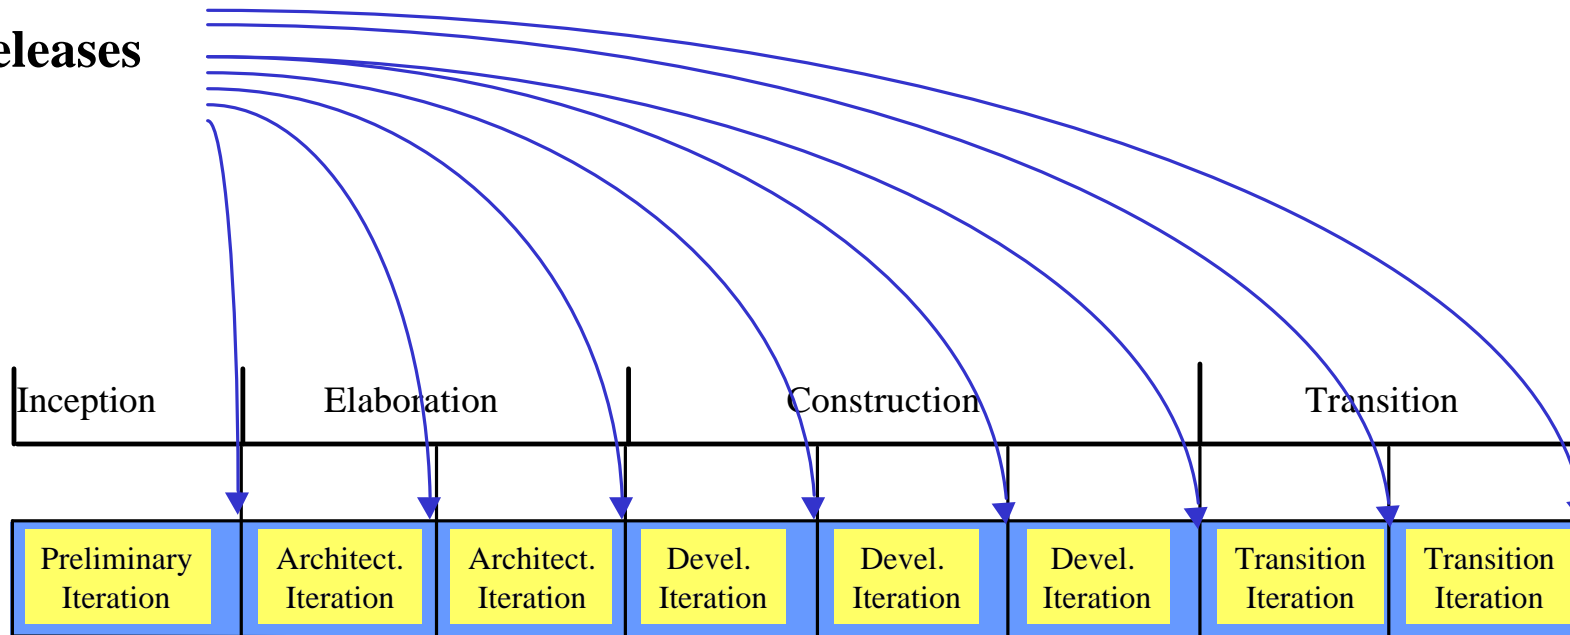 eleases
Inception Elaboration Construction Transition
Preliminary Architect. Architect. Devel. Devel. Devel. Transition Transition
Iteration Iteration Iteration Iteration Iteration Iteration Iteration Iteration